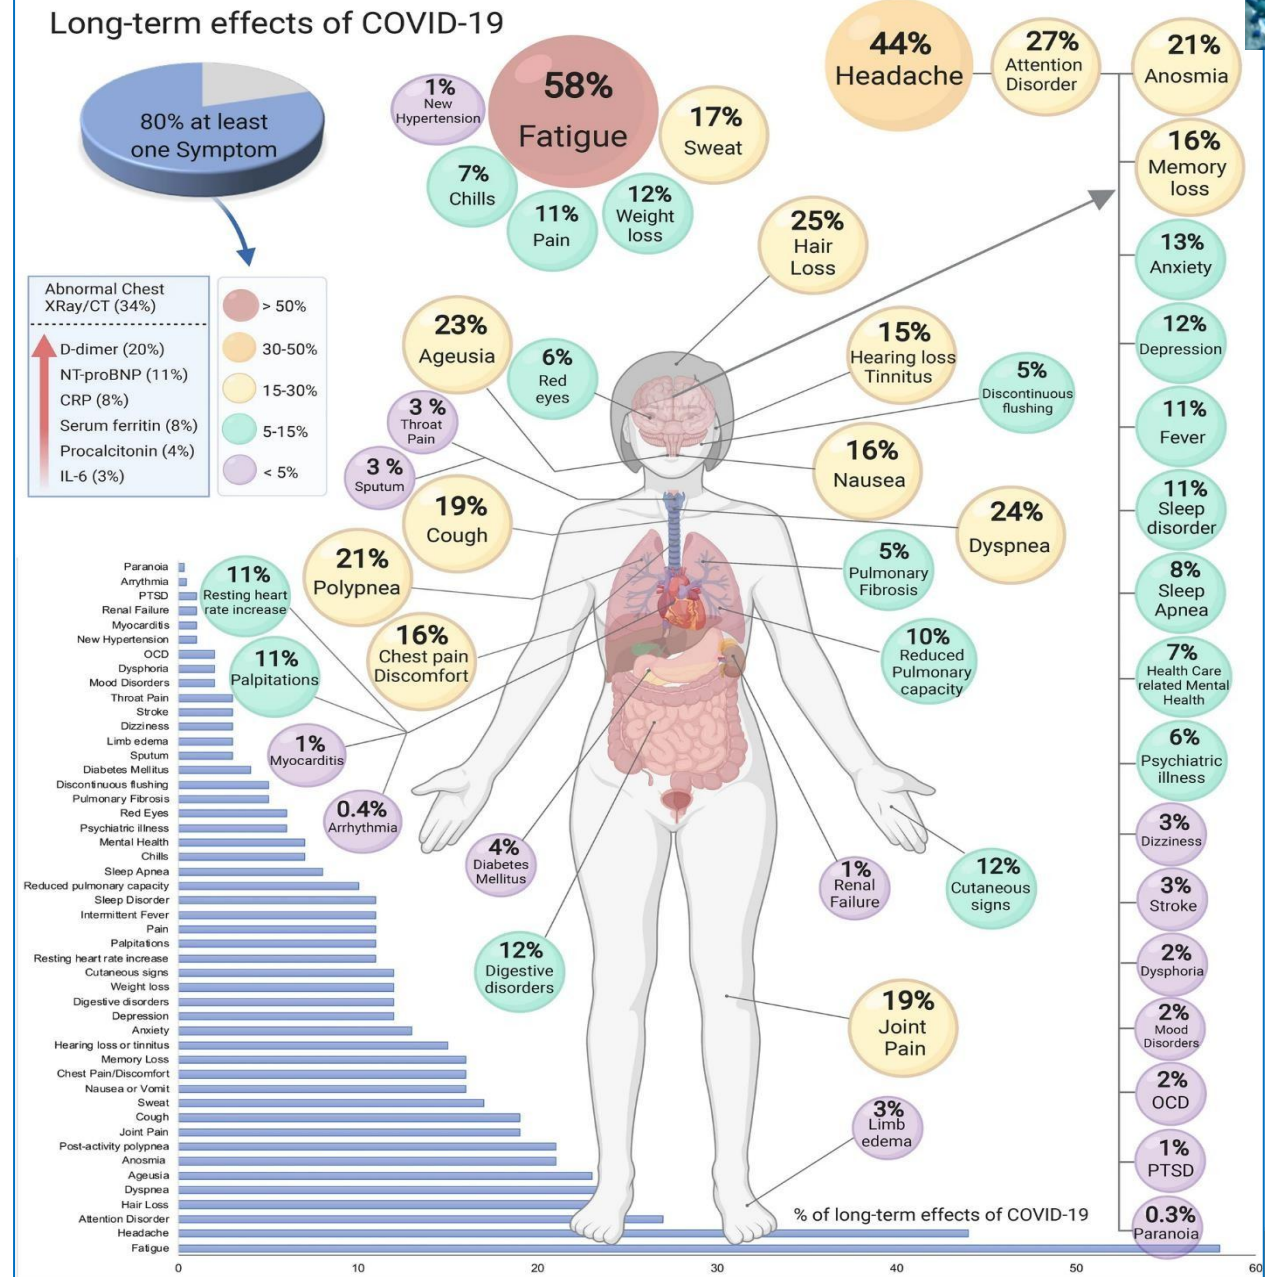 Long-term effects of COVID-19
80% at least
one Symptom
Abnormal Chest
XRay/CT (34%)
D-dimer (20%)
NT-proBNP (11%)
CRP (8%)
Serum ferritin (8%)
Procalcitonin (4%)
IL-6 (3%)
> 50%
30-50%
15-30%
5-15%
< 5%
1%
New
Hypertension
58%
Fatigue
17%
Sweat
7%
Chills
11%
Pain
12%
Weight
loss
44%
Headache
27%
Attention
Disorder
21%
Anosmia
16%
Memory
loss
13%
Anxiety
12%
Depression
11%
Fever
11%
Sleep
disorder
8%
Sleep
Apnea
7%
Health Care
related Mental
Health
6%
Psychiatric
illness
3%
Dizziness
3%
Stroke
2%
Dysphoria
2%
Mood
Disorders
2%
OCD
1%
PTSD
0.3%
Paranoia
25%
Hair
Loss
23%
Ageusia
6%
Red
eyes
15%
Hearing loss
Tinnitus
5%
Discontinuous
flushing
3 %
Throat
Pain
3 %
Sputum
16%
Nausea
19%
Cough
24%
Dyspnea
21%
Polypnea
5%
Pulmonary
Fibrosis
16%
Chest pain
Discomfort
10%
Reduced
Pulmonary
capacity
11%
Resting heart
rate increase
11%
Palpitations
1%
Myocarditis
0.4%
Arrhythmia
4%
Diabetes
Mellitus
1%
Renal
Failure
12%
Cutaneous
signs
12%
Digestive
disorders
19%
Joint
Pain
3%
Limb
edema
Paranoia
Arrythmia
PTSD
Renal Failure
Myocarditis
New Hypertension
OCD
Dysphoria
Mood Disorders
Throat Pain
Stroke
Dizziness
Limb edema
Sputum
Diabetes Mellitus
Discontinuous flushing
Pulmonary Fibrosis
Red Eyes
Psychiatric illness
Mental Health
Chills
Sleep Apnea
Reduced pulmonary capacity
Sleep Disorder
Intermittent Fever
Pain
Palpitations
Resting heart rate increase
Cutaneous signs
Weight loss
Digestive disorders
Depression
Anxiety
Hearing loss or tinnitus
Memory Loss
Chest Pain/Discomfort
Nausea or Vomit
Sweat
Cough
Joint Pain
Post-activity polypnea
Anosmia
Ageusia
Dyspnea
Hair Loss
Attention Disorder
Headache
Fatigue
% of long-term effects of COVID-19
0 10 20 30 40 50 60